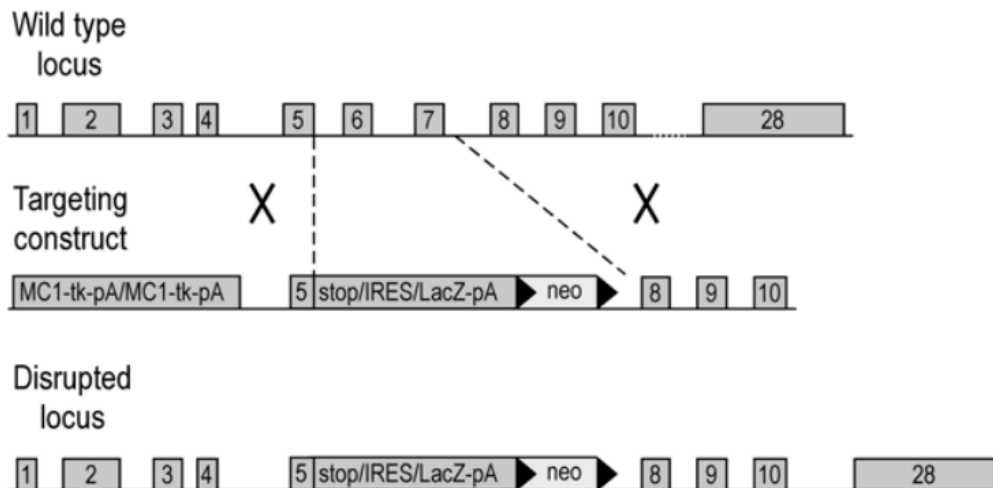 Wild type
locus
1 2 3 4 5 6 7 8 9 10 28
Targeting
construct
MC1-tk-pA/MC1-tk-pA 5 stop/IRES/LacZ-pA neo 8 9 10
Disrupted
locus
1 2 3 4 5 stop/IRES/LacZ-pA neo 8 9 10 28